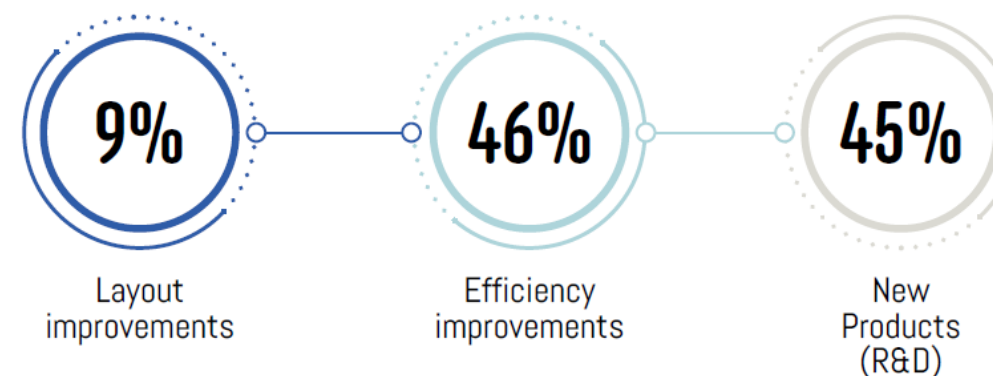 9%
46%
45%
Layout
improvements
Efficiency
improvements
New
Products
(R&D)